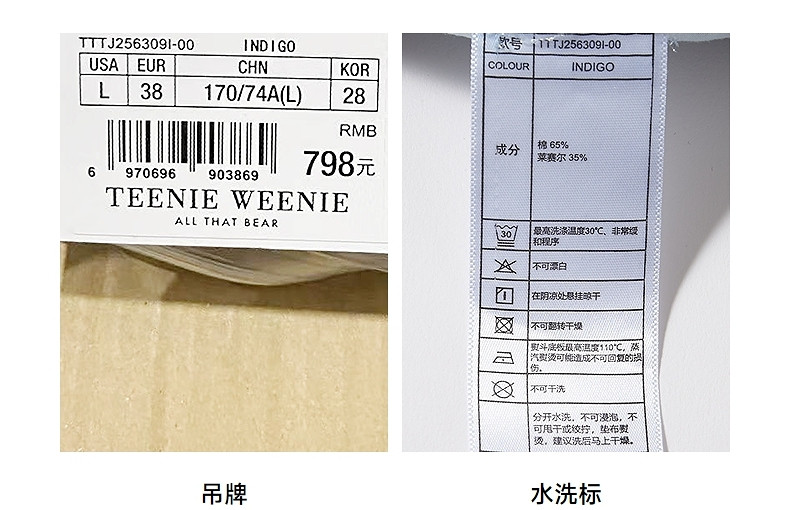 TTTJ256309I-00 INDIGO
USA EUR CHN KOR
L 38 170/74A(L) 28
RMB
798元
6 970696 903869
TEENIE WEENIE
ALL THAT BEAR
吊牌
款号 TTTJ256309I-00
COLOUR INDIGO
成分
棉 65%
莱赛尔 35%
30
最高洗涤温度30℃、非常缓
和程序
不可漂白
在阴凉处悬挂晾干
不可翻转干燥
熨斗底板最高温度110℃，蒸
汽熨烫可能造成不可回复的损
伤。
不可干洗
分开水洗，不可浸泡，不
可甩干或绞拧，垫布熨
烫，建议洗后马上干燥。
水洗标